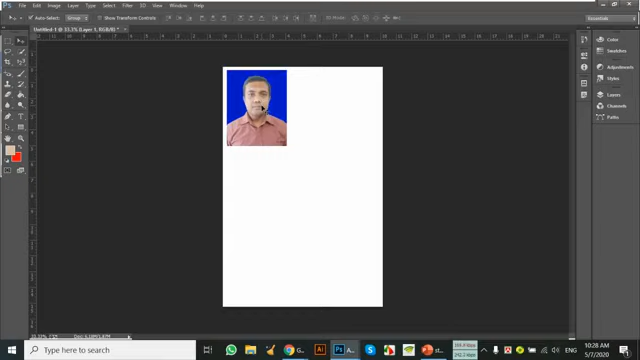 Ps File Edit Image Layer Type Select Filter 3D View Window Help
Auto-Select: Group Show Transform Controls 3D Mode: Essentials
Untitled-1 @ 33.3% (Layer 1, RGB/8) *
Color
Swatches
Adjustments
Styles
Layers
Channels
Paths
Type here to search
ENG
10:28 AM
5/7/2020